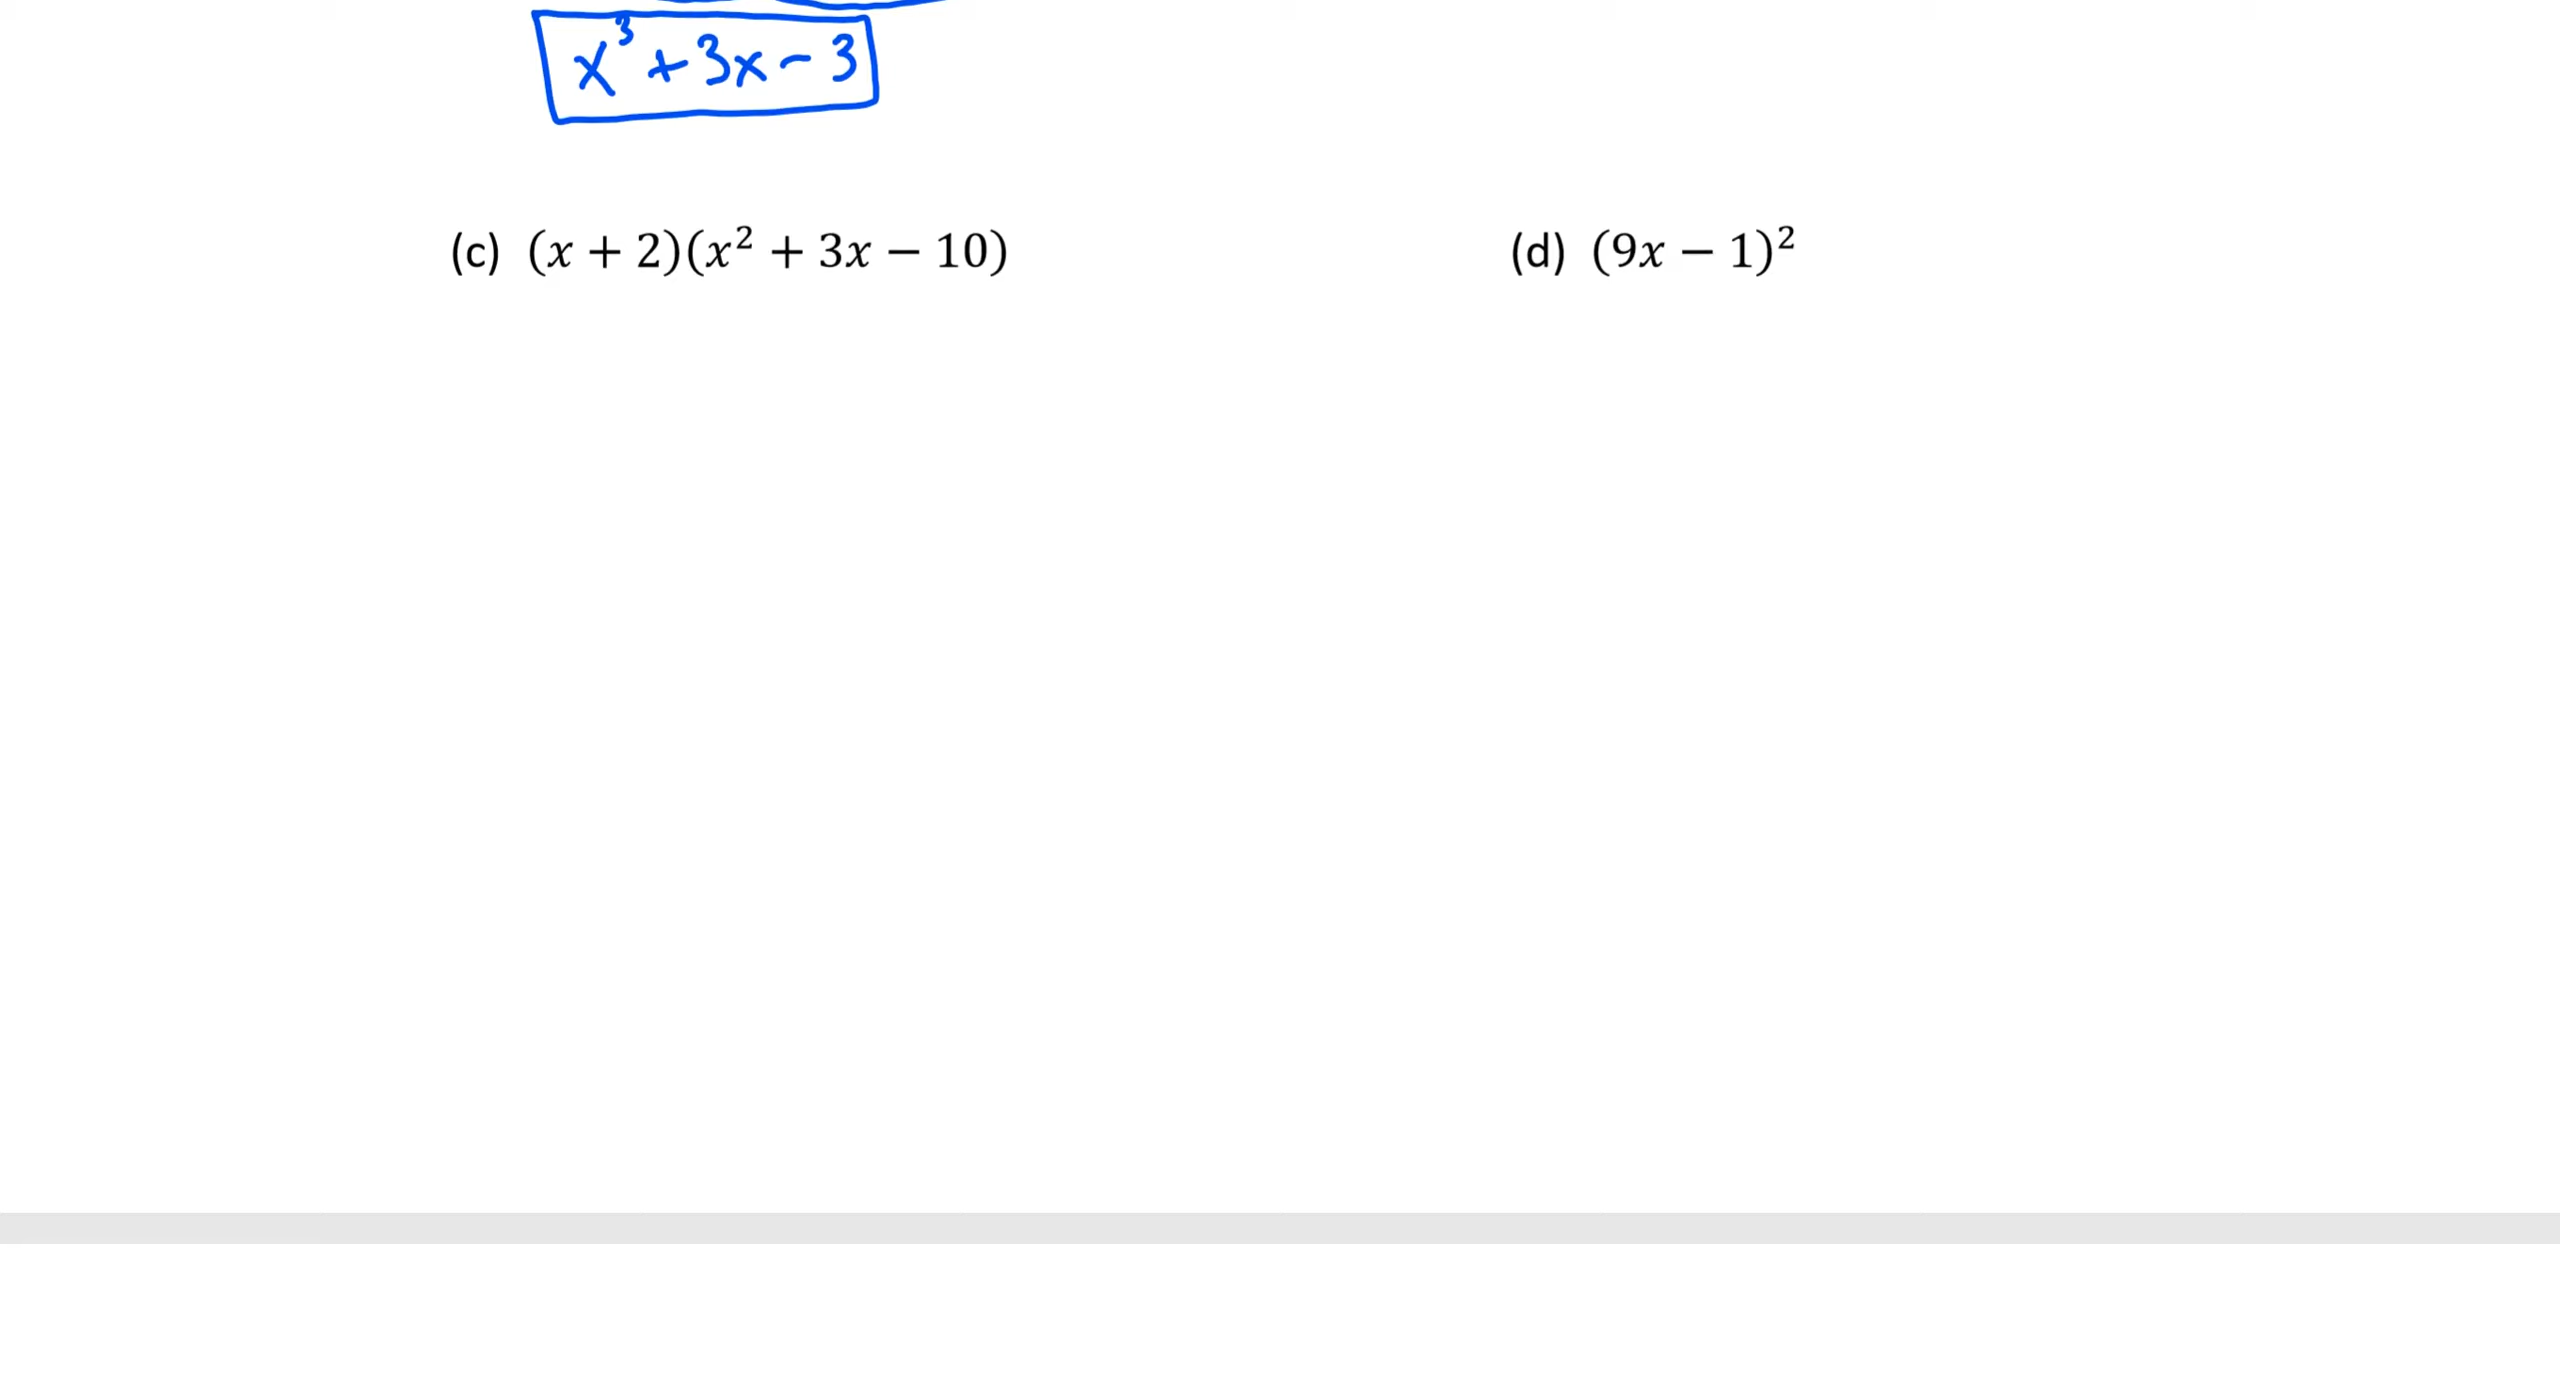 x³ + 3x - 3
(c) (x + 2)(x² + 3x − 10)
(d) (9x − 1)²